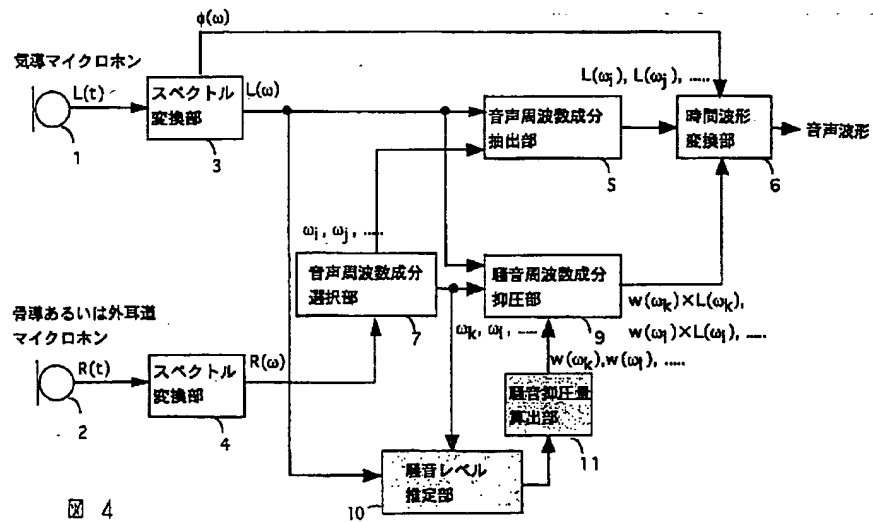 φ(ω)
気導マイクロホン
L(t)
1
スペクトル
変換部
3
L(ω)
音声周波数成分
抽出部
5
L(ωi), L(ωj), .....
時間波形
変換部
6
音声波形
ωi, ωj, .....
音声周波数成分
選択部
7
騒音周波数成分
抑圧部
9
w(ωk)×L(ωk),
w(ωl)×L(ωl), .....
ωk, ωl, .....
w(ωk),w(ωl), .....
骨導あるいは外耳道
マイクロホン
R(t)
2
スペクトル
変換部
4
R(ω)
騒音抑圧量
算出部
11
騒音レベル
推定部
10
図 4